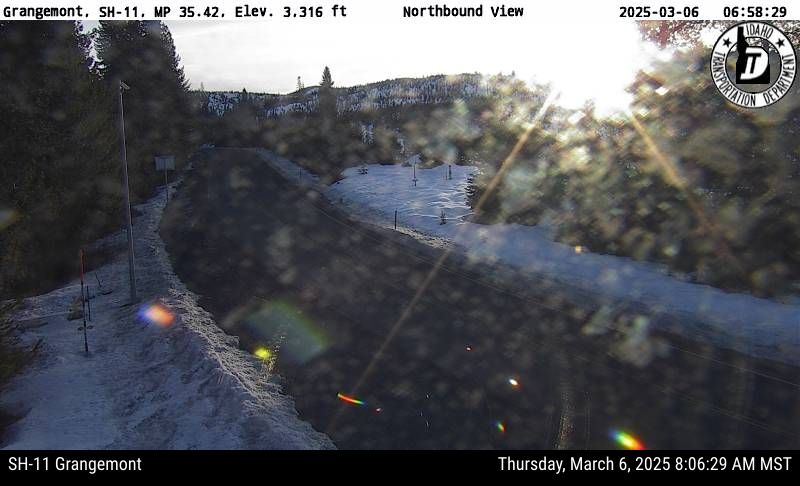 Grangemont, SH-11, MP 35.42, Elev. 3,316 ft Northbound View 2025-03-06 06:58:29
IDAHO
TRANSPORTATION DEPARTMENT
SH-11 Grangemont Thursday, March 6, 2025 8:06:29 AM MST